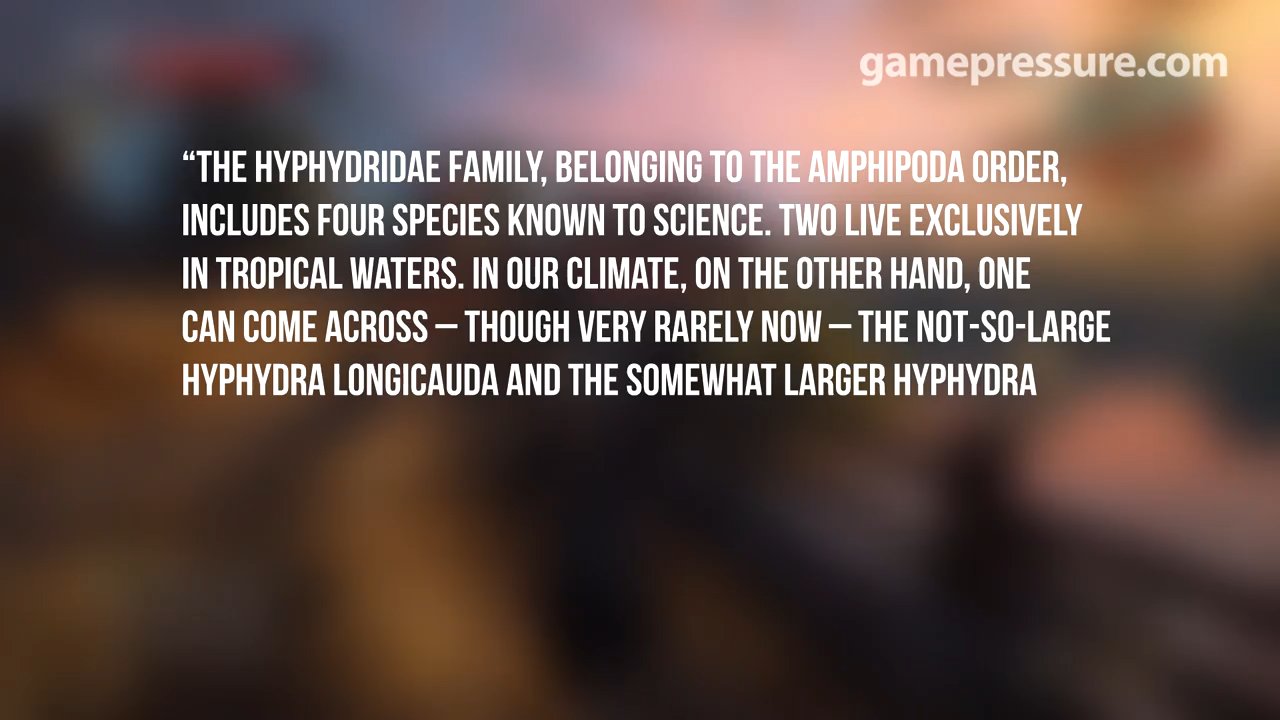 gamepressure.com
“THE HYPHYDRIDAE FAMILY, BELONGING TO THE AMPHIPODA ORDER,
INCLUDES FOUR SPECIES KNOWN TO SCIENCE. TWO LIVE EXCLUSIVELY
IN TROPICAL WATERS. IN OUR CLIMATE, ON THE OTHER HAND, ONE
CAN COME ACROSS – THOUGH VERY RARELY NOW – THE NOT-SO-LARGE
HYPHYDRA LONGICAUDA AND THE SOMEWHAT LARGER HYPHYDRA